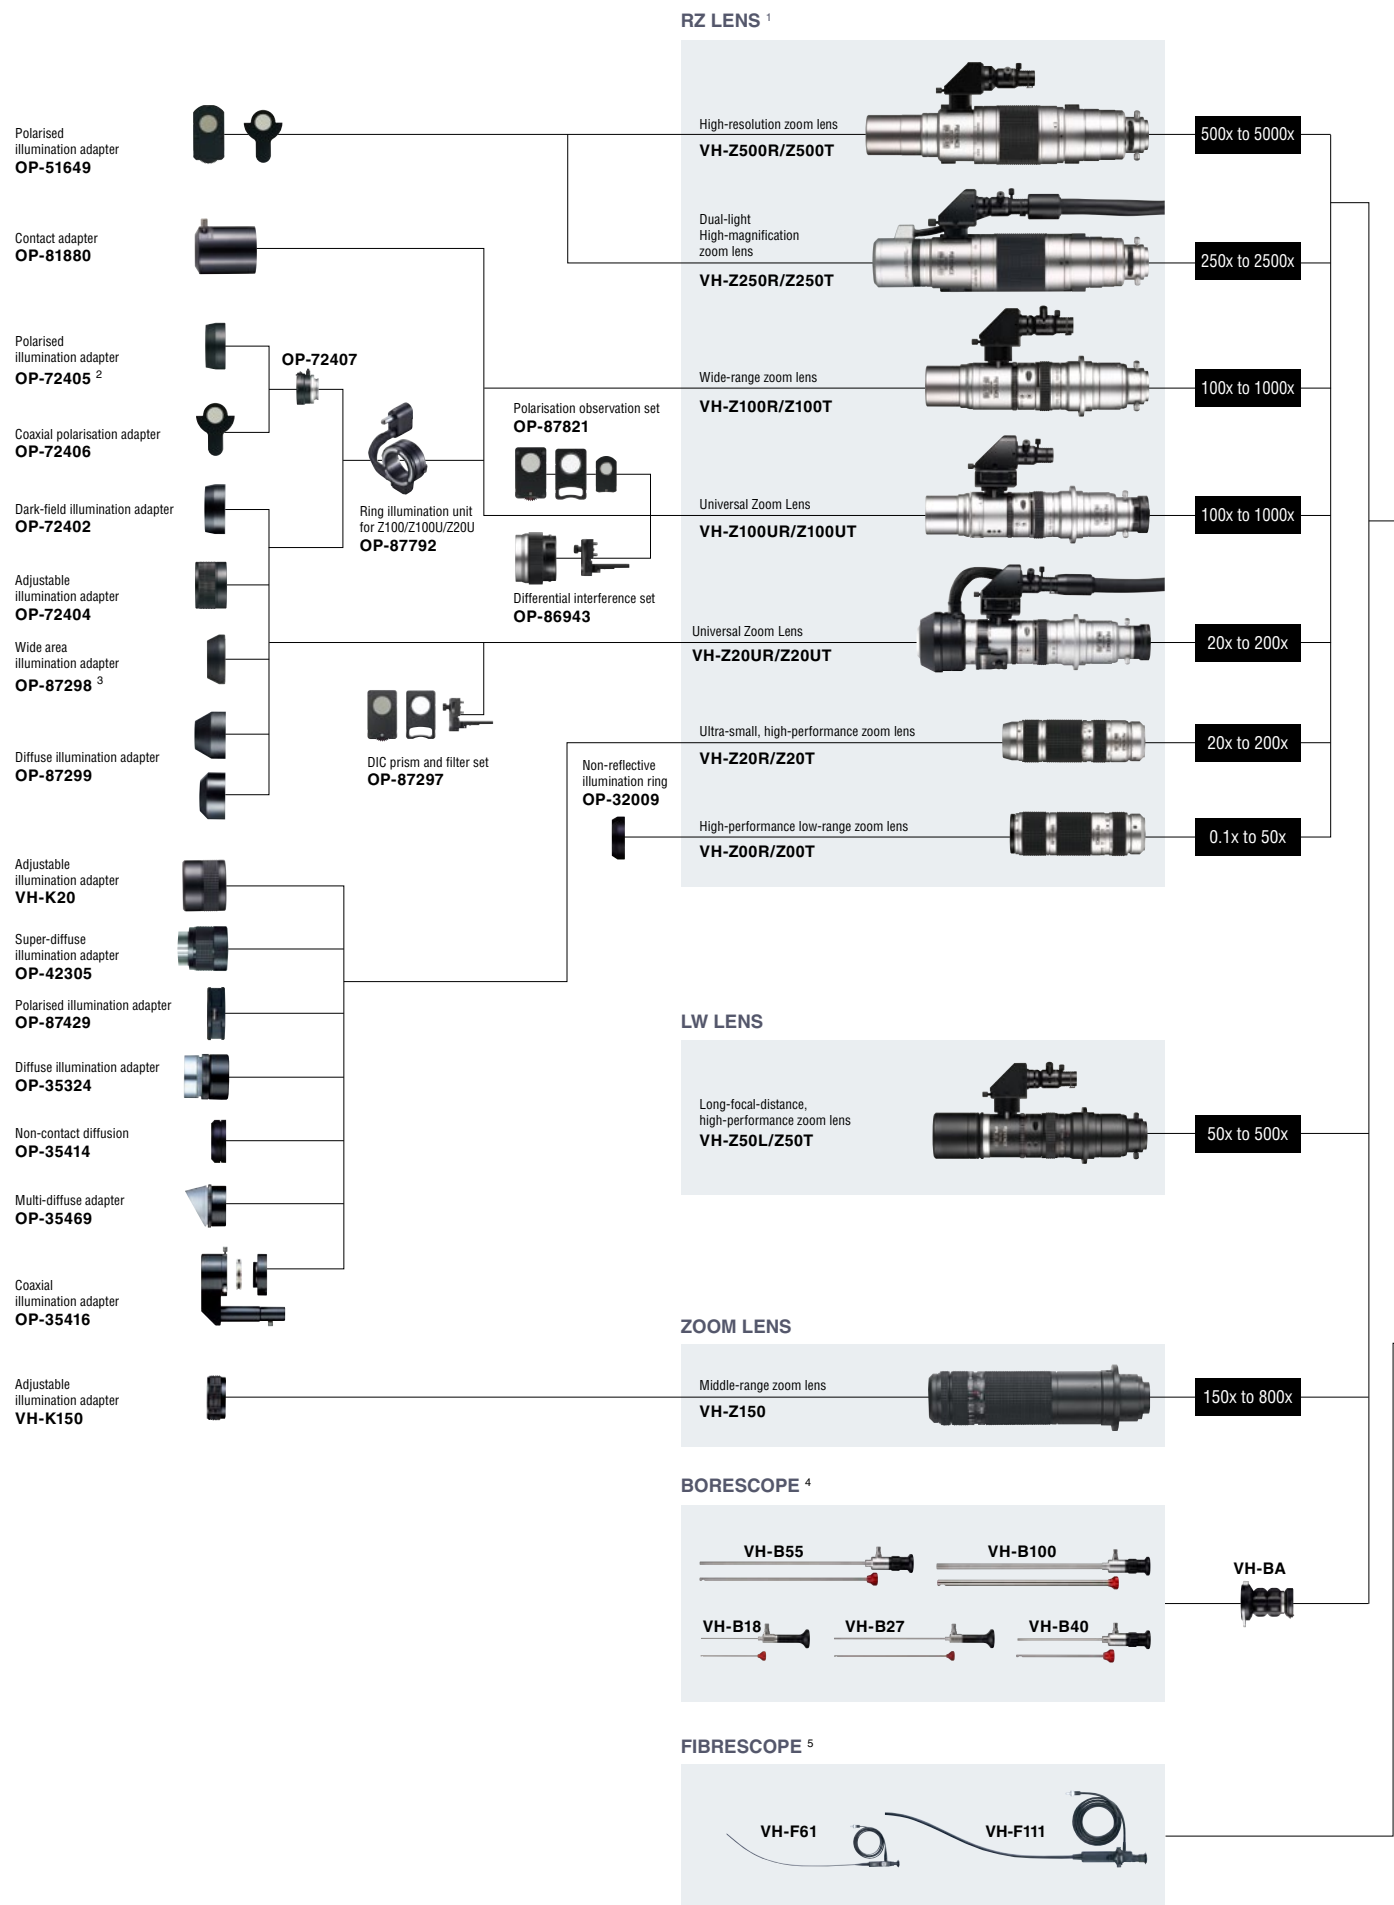 RZ LENS 1
Polarised
illumination adapter
OP-51649
High-resolution zoom lens
VH-Z500R/Z500T
500x to 5000x
Contact adapter
OP-81880
Dual-light
High-magnification
zoom lens
VH-Z250R/Z250T
250x to 2500x
Polarised
illumination adapter
OP-72405 2
OP-72407
Wide-range zoom lens
VH-Z100R/Z100T
100x to 1000x
Coaxial polarisation adapter
OP-72406
Polarisation observation set
OP-87821
Dark-field illumination adapter
OP-72402
Ring illumination unit
for Z100/Z100U/Z20U
OP-87792
Universal Zoom Lens
VH-Z100UR/Z100UT
100x to 1000x
Adjustable
illumination adapter
OP-72404
Differential interference set
OP-86943
Wide area
illumination adapter
OP-87298 3
Universal Zoom Lens
VH-Z20UR/Z20UT
20x to 200x
Diffuse illumination adapter
OP-87299
DIC prism and filter set
OP-87297
Non-reflective
illumination ring
OP-32009
Ultra-small, high-performance zoom lens
VH-Z20R/Z20T
20x to 200x
High-performance low-range zoom lens
VH-Z00R/Z00T
0.1x to 50x
Adjustable
illumination adapter
VH-K20
Super-diffuse
illumination adapter
OP-42305
Polarised illumination adapter
OP-87429
LW LENS
Diffuse illumination adapter
OP-35324
Long-focal-distance,
high-performance zoom lens
VH-Z50L/Z50T
50x to 500x
Non-contact diffusion
OP-35414
Multi-diffuse adapter
OP-35469
Coaxial
illumination adapter
OP-35416
ZOOM LENS
Adjustable
illumination adapter
VH-K150
Middle-range zoom lens
VH-Z150
150x to 800x
BORESCOPE 4
VH-B55
VH-B100
VH-BA
VH-B18
VH-B27
VH-B40
FIBRESCOPE 5
VH-F61
VH-F111